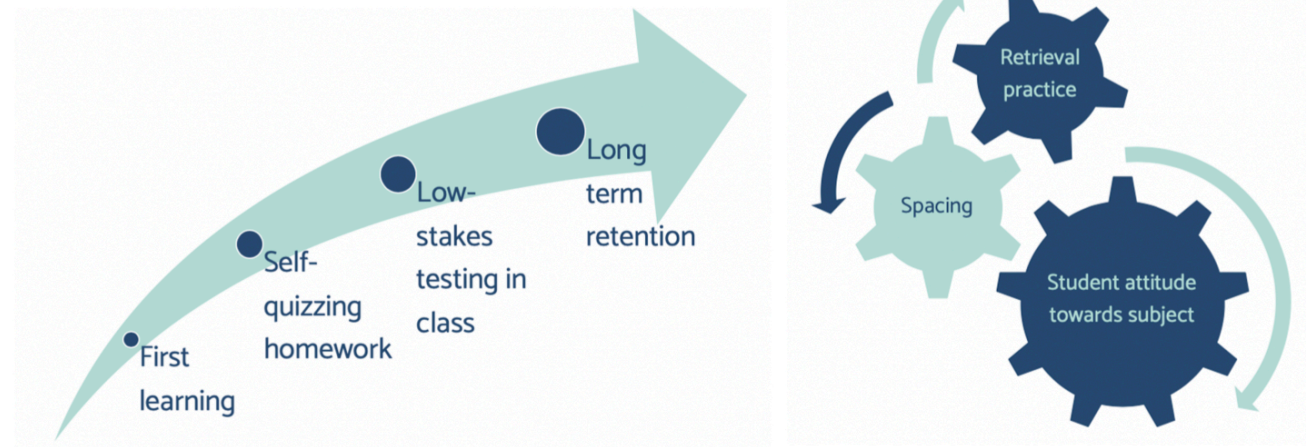 First
learning
Self-
quizzing
homework
Low-
stakes
testing in
class
Long
term
retention
Retrieval
practice
Spacing
Student attitude
towards subject